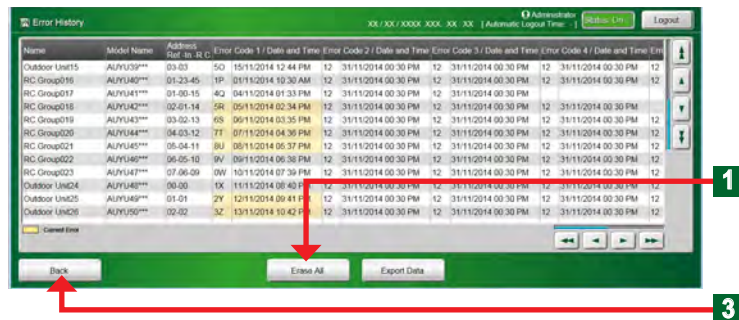 Error History
XX / XX / XXXX XXX. XX : XX [ Automatic Logout Time: - ]
Administrator
Status: On
Logout
Name Model Name Address Ref.-In.-R.C. Error Code 1 / Date and Time Error Code 2 / Date and Time Error Code 3 / Date and Time Error Code 4 / Date and Time Err
Outdoor Unit15 AUYU39*** 03-03 5O 15/11/2014 12:44 PM 12 31/11/2014 00:30 PM 12 31/11/2014 00:30 PM 12 31/11/2014 00:30 PM 12
RC.Group016 AUYU40*** 01-23-45 1P 01/11/2014 10:30 AM 12 31/11/2014 00:30 PM 12 31/11/2014 00:30 PM 12 31/11/2014 00:30 PM 12
RC.Group017 AUYU41*** 01-00-15 4Q 04/11/2014 01:33 PM 12 31/11/2014 00:30 PM 12 31/11/2014 00:30 PM
RC.Group018 AUYU42*** 02-01-14 5R 05/11/2014 02:34 PM 12 31/11/2014 00:30 PM 12 31/11/2014 00:30 PM 12 31/11/2014 00:30 PM
RC.Group019 AUYU43*** 03-02-13 6S 06/11/2014 03:35 PM 12 31/11/2014 00:30 PM 12 31/11/2014 00:30 PM 12 31/11/2014 00:30 PM 12
RC.Group020 AUYU44*** 04-03-12 7T 07/11/2014 04:36 PM 12 31/11/2014 00:30 PM 12 31/11/2014 00:30 PM 12 31/11/2014 00:30 PM 12
RC.Group021 AUYU45*** 05-04-11 8U 08/11/2014 05:37 PM 12 31/11/2014 00:30 PM 12 31/11/2014 00:30 PM 12 31/11/2014 00:30 PM 12
RC.Group022 AUYU46*** 06-05-10 9V 09/11/2014 06:38 PM 12 31/11/2014 00:30 PM 12 31/11/2014 00:30 PM 12 31/11/2014 00:30 PM 12
RC.Group023 AUYU47*** 07-06-09 0W 10/11/2014 07:39 PM 12 31/11/2014 00:30 PM 12 31/11/2014 00:30 PM 12 31/11/2014 00:30 PM 12
Outdoor Unit24 AUYU48*** 00-00 1X 11/11/2014 08:40 PM 12 31/11/2014 00:30 PM 12 31/11/2014 00:30 PM 12 31/11/2014 00:30 PM 12
Outdoor Unit25 AUYU49*** 01-01 2Y 12/11/2014 09:41 PM 12 31/11/2014 00:30 PM 12 31/11/2014 00:30 PM 12 31/11/2014 00:30 PM 12
Outdoor Unit26 AUYU50*** 02-02 3Z 13/11/2014 10:42 PM 12 31/11/2014 00:30 PM 12 31/11/2014 00:30 PM 12 31/11/2014 00:30 PM 12
Current Error
1
Back
Erase All
Export Data
3